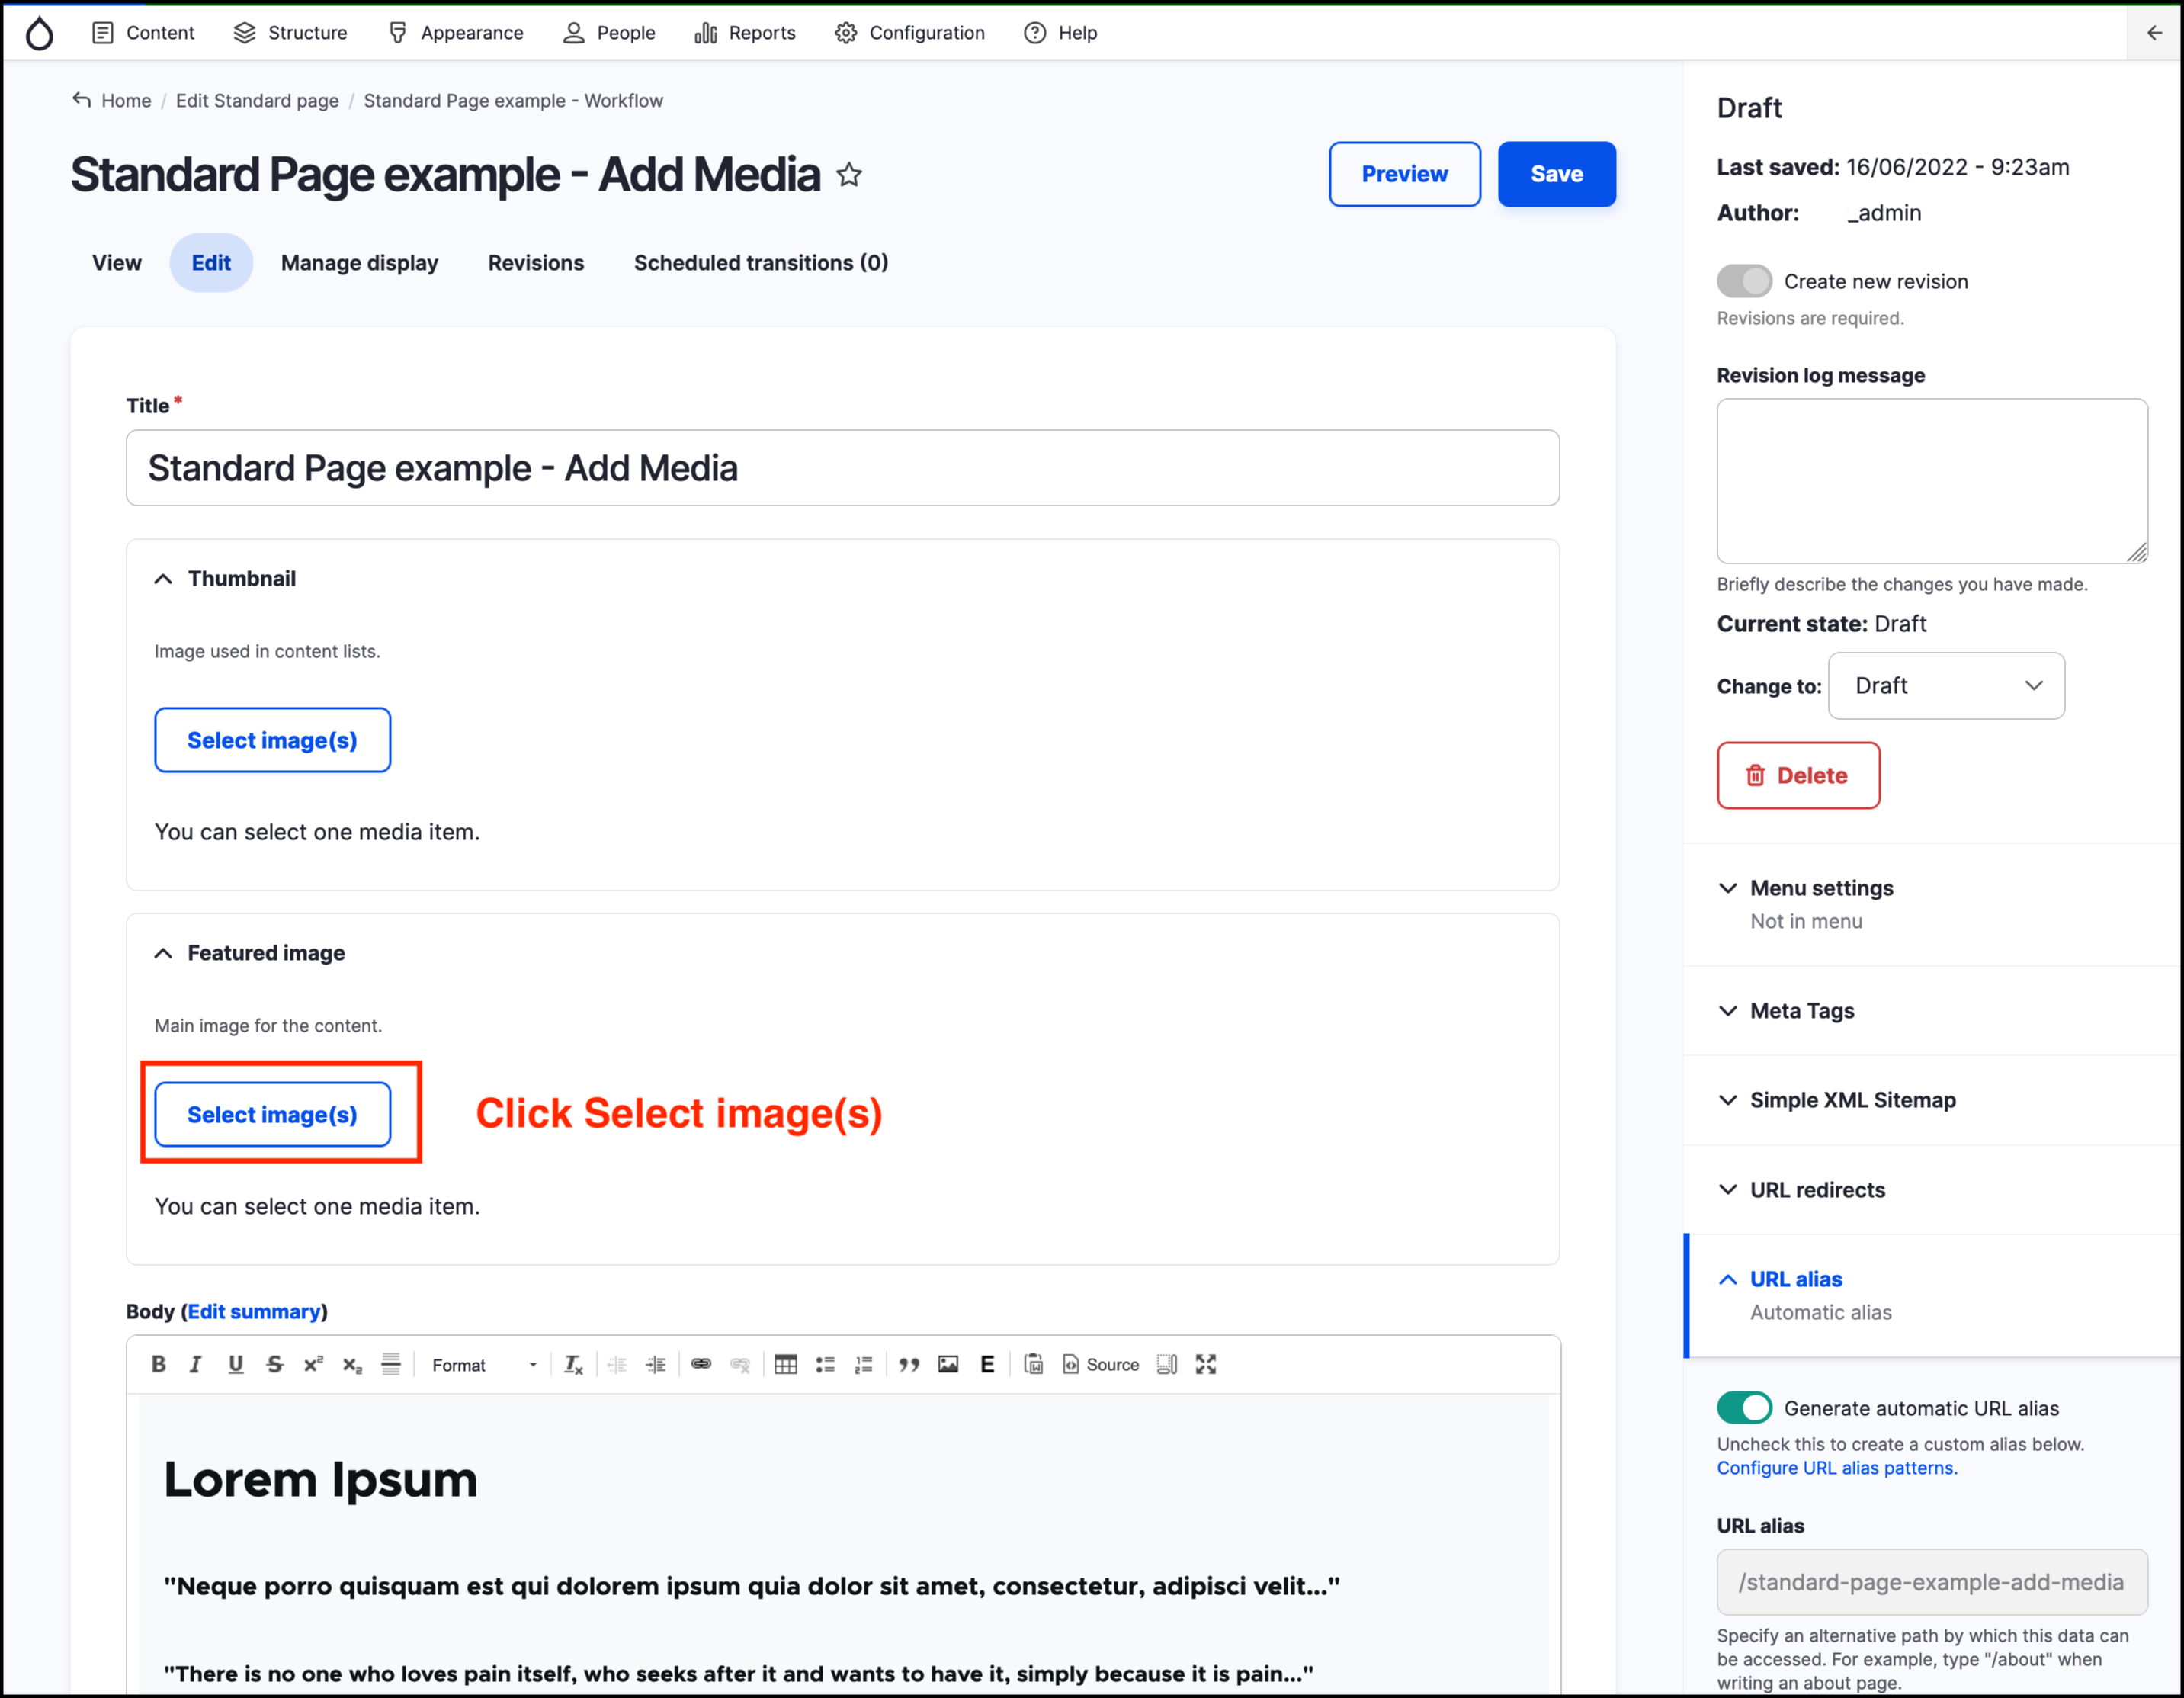 Content Structure Appearance People Reports Configuration Help
Home / Edit Standard page / Standard Page example - Workflow
Standard Page example - Add Media
Preview Save
View Edit Manage display Revisions Scheduled transitions (0)
Title *
Standard Page example - Add Media
Thumbnail
Image used in content lists.
Select image(s)
You can select one media item.
Featured image
Main image for the content.
Select image(s)
Click Select image(s)
You can select one media item.
Body (Edit summary)
B I U S x² x₂ Format Tx E Source
Lorem Ipsum
"Neque porro quisquam est qui dolorem ipsum quia dolor sit amet, consectetur, adipisci velit..."
"There is no one who loves pain itself, who seeks after it and wants to have it, simply because it is pain..."
Draft
Last saved: 16/06/2022 - 9:23am
Author: _admin
Create new revision
Revisions are required.
Revision log message
Briefly describe the changes you have made.
Current state: Draft
Change to: Draft
Delete
Menu settings
Not in menu
Meta Tags
Simple XML Sitemap
URL redirects
URL alias
Automatic alias
Generate automatic URL alias
Uncheck this to create a custom alias below.
Configure URL alias patterns.
URL alias
/standard-page-example-add-media
Specify an alternative path by which this data can
be accessed. For example, type "/about" when
writing an about page.